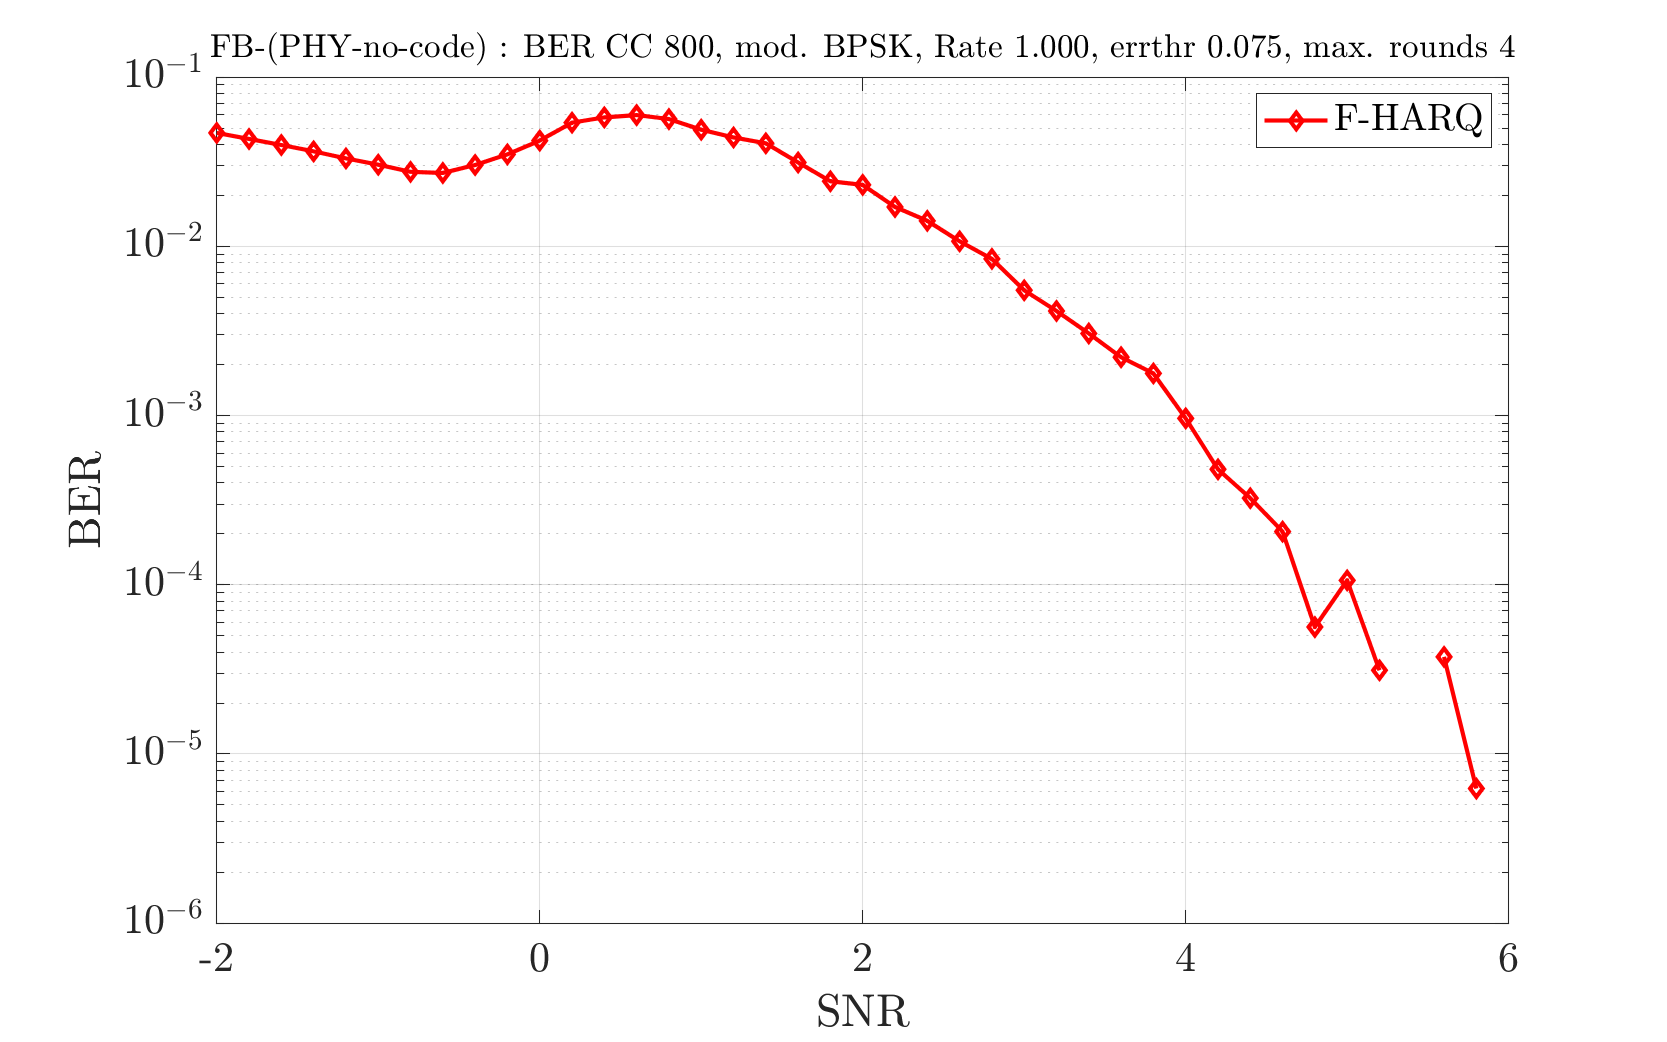 FB-(PHY-no-code) : BER CC 800, mod. BPSK, Rate 1.000, errthr 0.075, max. rounds 4
F-HARQ
10^{-1}
10^{-2}
10^{-3}
10^{-4}
10^{-5}
10^{-6}
BER
-2 0 2 4 6
SNR